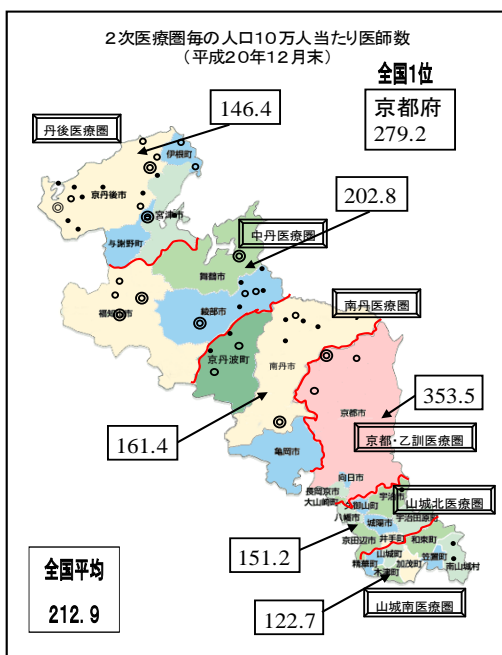 2次医療圏毎の人口10万人当たり医師数
(平成20年12月末)
全国1位
京都府
279.2
146.4
丹後医療圏
伊根町
京丹後市
宮津市
与謝野町
202.8
中丹医療圏
舞鶴市
綾部市
福知山市
南丹医療圏
京丹波町
南丹市
353.5
京都市
京都・乙訓医療圏
161.4
亀岡市
向日市
長岡京市
大山崎町
宇治市
久御山町
山城北医療圏
八幡市
城陽市
宇治田原町
151.2
京田辺市
井手町
和束町
山城町
笠置町
精華町
木津町
加茂町
南山城村
122.7
山城南医療圏
全国平均
212.9